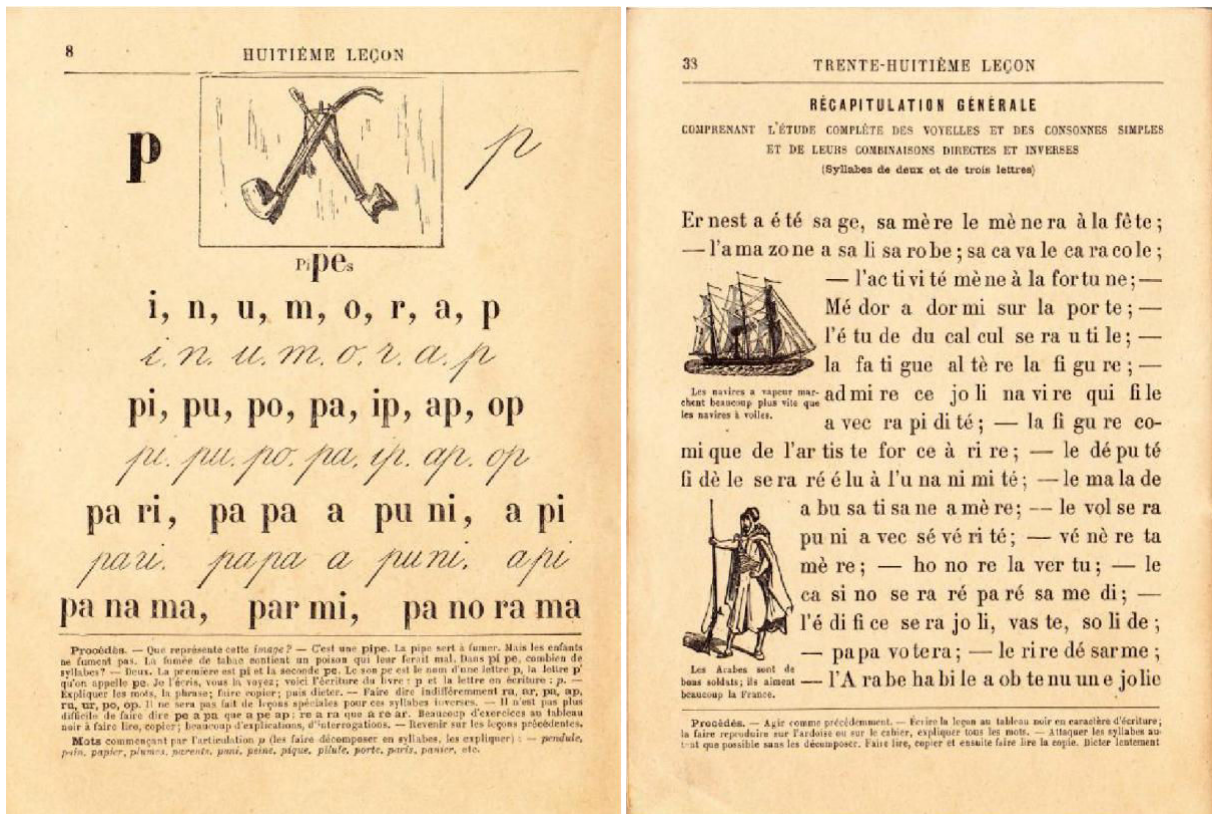 8 HUITIÈME LEÇON
p p
Pipes
i, n, u, m, o, r, a, p
i. n. u. m. o. r. a. p
pi, pu, po, pa, ip, ap, op
pi. pu. po. pa. ip. ap. op
pa ri, pa pa a pu ni, a pi
pari. papa a puni. api
pa na ma, par mi, pa no ra ma
Procédés. — Que représente cette image? — C'est une pipe. La pipe sert à fumer. Mais les enfants
ne fument pas. La fumée de tabac contient un poison qui leur ferait mal. Dans pi pe, combien de
syllabes? — Deux. La première est pi et la seconde pe. Le son pe est le nom d'une lettre p, la lettre p
qu'on appelle pe. Je l'écris, vous la voyez; voici l'écriture du livre : p et la lettre en écriture : p. —
Expliquer les mots, la phrase; faire copier; puis dicter. — Faire dire indifféremment ra, ar, pa, ap,
ru, ur, po, op. Il ne sera pas fait de leçons spéciales pour ces syllabes inverses. — Il n'est pas plus
difficile de faire dire pe a pa que a pe ap; re a ra que a re ar. Beaucoup d'exercices au tableau
noir à faire lire, copier; beaucoup d'explications, d'interrogations. — Revenir sur les leçons précédentes.
Mots commençant par l'articulation p (les faire décomposer en syllabes, les expliquer) : — pendule,
pain, papier, plumes, parents, puni, peine, pique, pilule, porte, paris, panier, etc.
38 TRENTE-HUITIÈME LEÇON
RÉCAPITULATION GÉNÉRALE
COMPRENANT L'ÉTUDE COMPLÈTE DES VOYELLES ET DES CONSONNES SIMPLES
ET DE LEURS COMBINAISONS DIRECTES ET INVERSES
(Syllabes de deux et de trois lettres)
Er nest a é té sa ge, sa mère le mè ne ra à la fê te ;
— l'a ma zo ne a sa li sa ro be ; sa ca va le ca ra co le ;
— l'ac ti vi té mè ne à la for tu ne ; —
Mé dor a dor mi sur la por te ; —
l'é tu de du cal cul se ra u ti le ; —
la fa ti gue al tè re la fi gu re ; —
ad mi re ce jo li na vi re qui fi le
a vec ra pi di té ; — la fi gu re co-
mi que de l'ar tis te for ce à ri re ; — le dé pu té
fi dè le se ra ré é lu à l'u na ni mi té ; — le ma la de
a bu sa ti sa ne a mè re ; — le vol se ra
pu ni a vec sé vé ri té ; — vé nè re ta
mè re ; — ho no re la ver tu ; — le
ca si no se ra ré pa ré sa me di ; —
l'é di fi ce se ra jo li, vas te, so li de ;
— papa vo te ra ; — le ri re dé sar me ;
— l'A ra be ha bi le a ob te nu un e jo lie
Les navires a vapeur mar-
chent beaucoup plus vite que
les navires à voiles.
Les Arabes sont de
bons soldats; ils aiment
beaucoup la France.
Procédés. — Agir comme précédemment. — Écrire la leçon au tableau noir en caractère d'écriture;
la faire reproduire sur l'ardoise ou sur le cahier, expliquer tous les mots. — Attaquer les syllabes au-
tant que possible sans les décomposer. Faire lire, copier et ensuite faire lire la copie. Dicter lentement